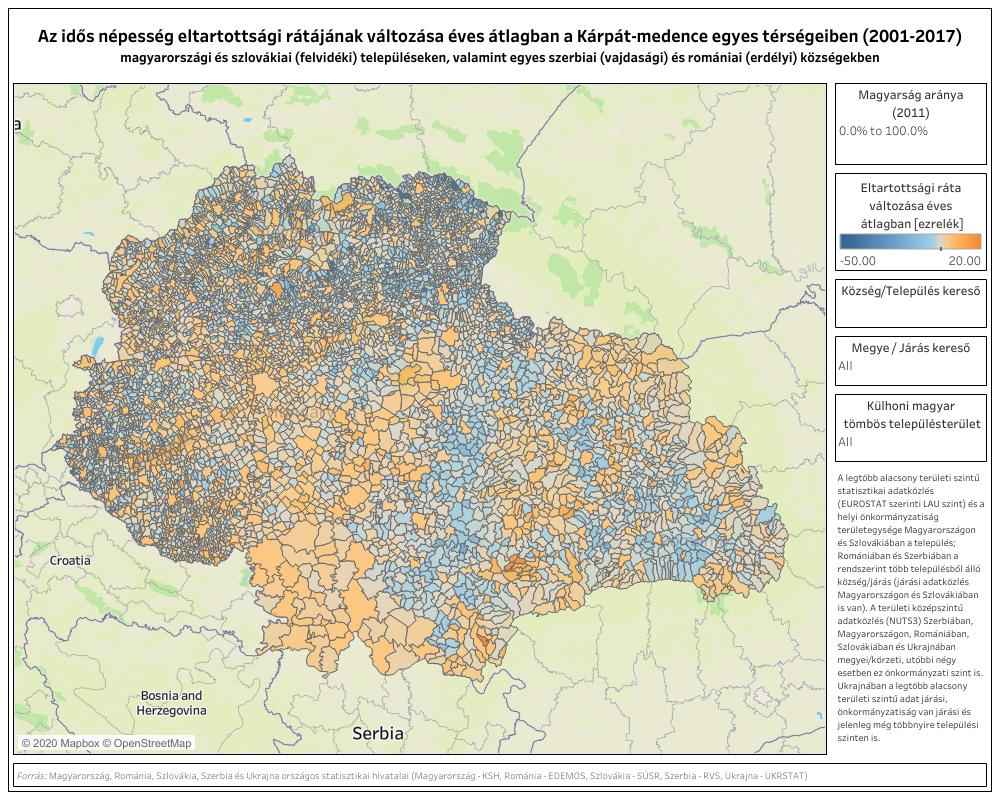 Az idős népesség eltartottsági rátájának változása éves átlagban a Kárpát-medence egyes térségeiben (2001-2017)
magyarországi és szlovákiai (felvidéki) településeken, valamint egyes szerbiai (vajdasági) és romániai (erdélyi) községekben
a
Croatia
Bosnia and
Herzegovina
Serbia
© 2020 Mapbox © OpenStreetMap
Magyarság aránya
(2011)
0.0% to 100.0%
Eltartottsági ráta
változása éves
átlagban [ezrelék]
-50.00 20.00
Község/Település kereső
Megye / Járás kereső
All
Külhoni magyar
tömbös településterület
All
A legtöbb alacsony területi szintű
statisztikai adatközlés
(EUROSTAT szerinti LAU szint) és a
helyi önkormányzatiság
területegysége Magyarországon
és Szlovákiában a település;
Romániában és Szerbiában a
rendszerint több településből álló
község/járás (járási adatközlés
Magyarországon és Szlovákiában
is van). A területi középszintű
adatközlés (NUTS3) Szerbiában,
Magyarországon, Romániában,
Szlovákiában és Ukrajnában
megyei/körzeti, utóbbi négy
esetben ez önkormányzati szint is.
Ukrajnában a legtöbb alacsony
területi szintű adat járási,
önkormányzatiság van járási és
jelenleg még többnyire települési
szinten is.
Forrás: Magyarország, Románia, Szlovákia, Szerbia és Ukrajna országos statisztikai hivatalai (Magyarország - KSH, Románia - EDEMOS, Szlovákia - SÚSR, Szerbia - RVS, Ukrajna - UKRSTAT)